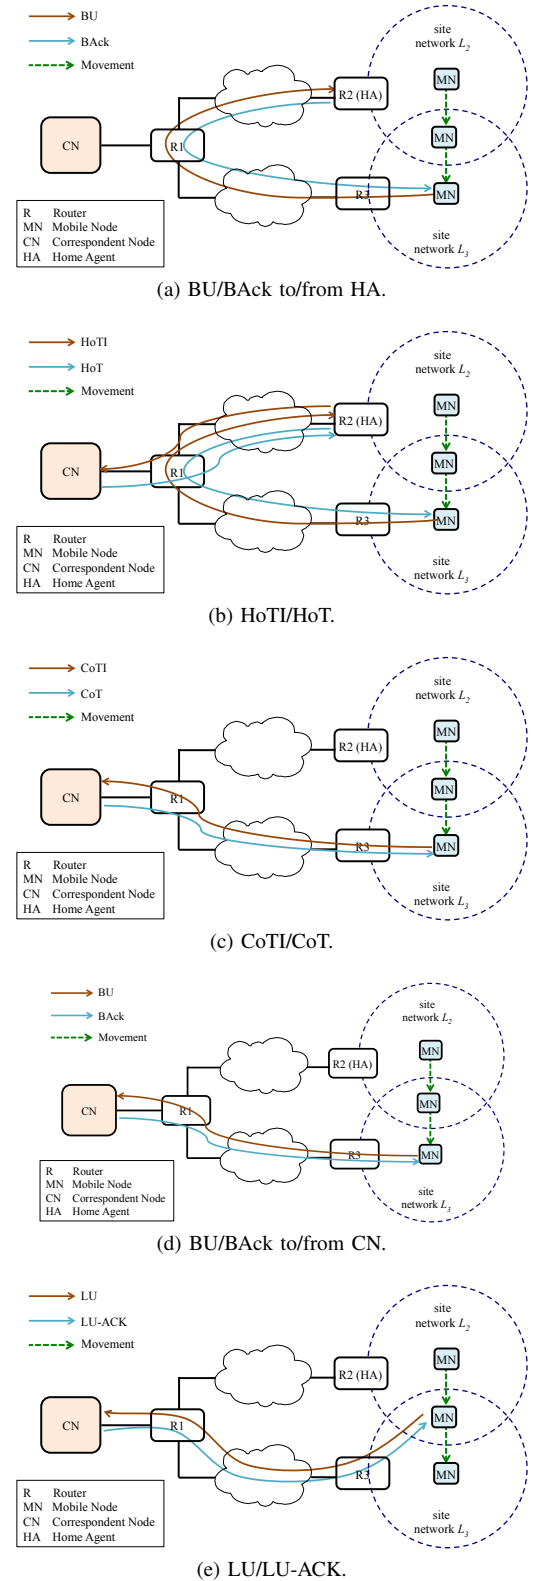 BU
BAck
Movement
site
network L2
MN
R2 (HA)
MN
CN
R1
R3
MN
site
network L3
R Router
MN Mobile Node
CN Correspondent Node
HA Home Agent
(a) BU/BAck to/from HA.
HoTI
HoT
Movement
site
network L2
MN
R2 (HA)
MN
CN
R1
R3
MN
site
network L3
R Router
MN Mobile Node
CN Correspondent Node
HA Home Agent
(b) HoTI/HoT.
CoTI
CoT
Movement
site
network L2
MN
R2 (HA)
MN
CN
R1
R3
MN
site
network L3
R Router
MN Mobile Node
CN Correspondent Node
HA Home Agent
(c) CoTI/CoT.
BU
BAck
Movement
site
network L2
MN
R2 (HA)
MN
CN
R1
R3
MN
site
network L3
R Router
MN Mobile Node
CN Correspondent Node
HA Home Agent
(d) BU/BAck to/from CN.
LU
LU-ACK
Movement
site
network L2
MN
R2 (HA)
MN
CN
R1
R3
MN
site
network L3
R Router
MN Mobile Node
CN Correspondent Node
HA Home Agent
(e) LU/LU-ACK.